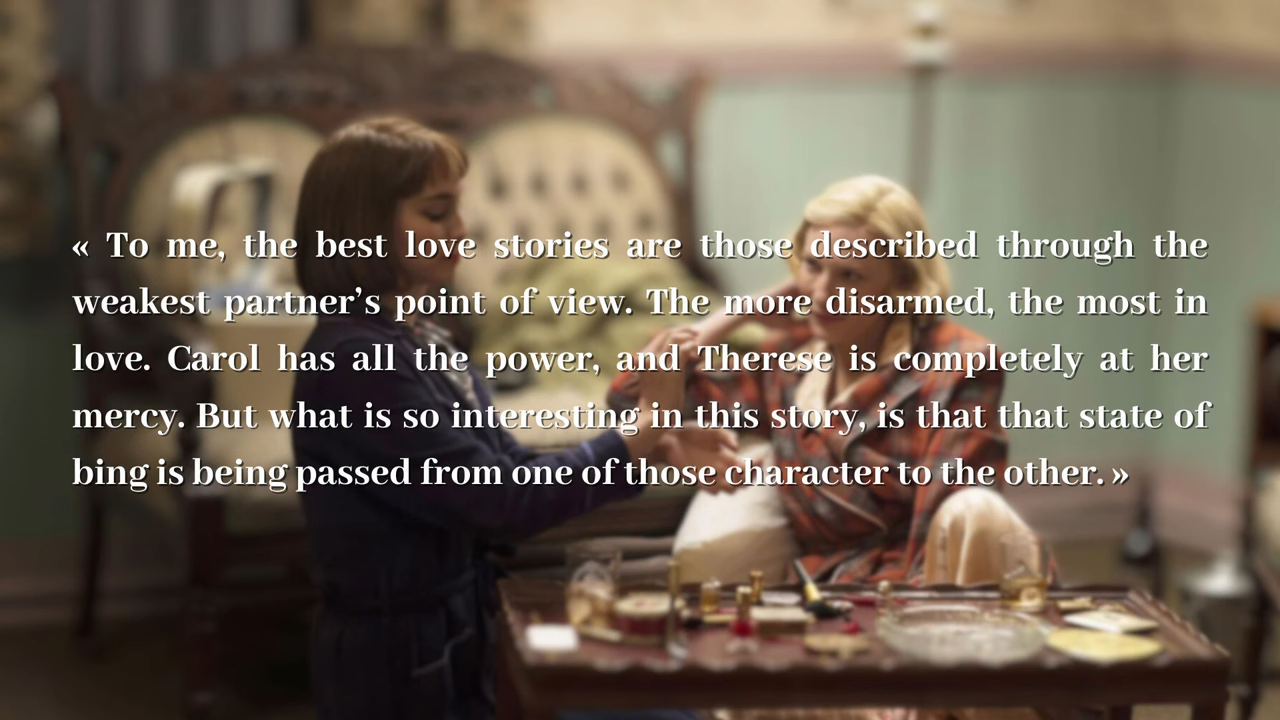 « To me, the best love stories are those described through the
weakest partner’s point of view. The more disarmed, the most in
love. Carol has all the power, and Therese is completely at her
mercy. But what is so interesting in this story, is that that state of
bing is being passed from one of those character to the other. »